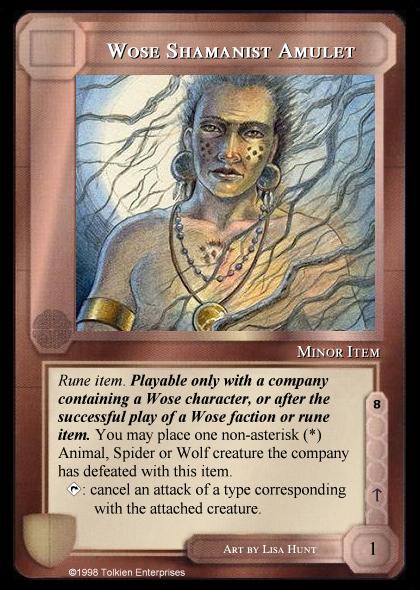 Wose Shamanist Amulet
Minor Item
Rune item. Playable only with a company
containing a Wose character, or after the
successful play of a Wose faction or rune
item. You may place one non-asterisk (*)
Animal, Spider or Wolf creature the company
has defeated with this item.
: cancel an attack of a type corresponding
with the attached creature.
8
Art by Lisa Hunt
1
©1998 Tolkien Enterprises